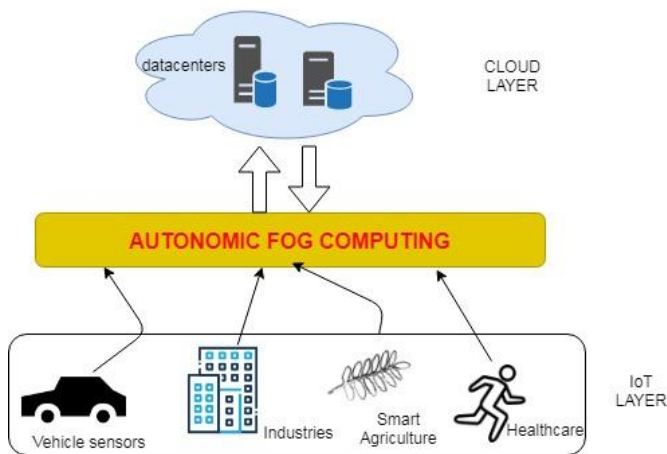 datacenters
CLOUD
LAYER
AUTONOMIC FOG COMPUTING
Vehicle sensors
Industries
Smart
Agriculture
Healthcare
IoT
LAYER